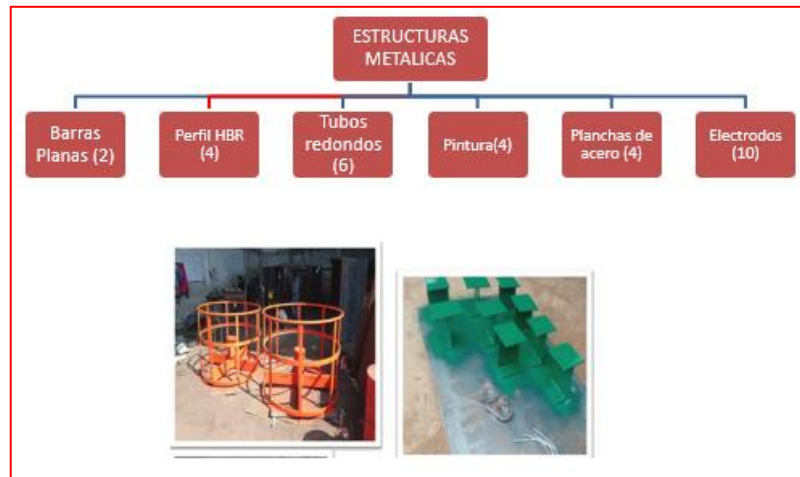 ESTRUCTURAS
METALICAS
Barras
Planas (2)
Perfil HBR
(4)
Tubos
redondos
(6)
Pintura(4)
Planchas de
acero (4)
Electrodos
(10)